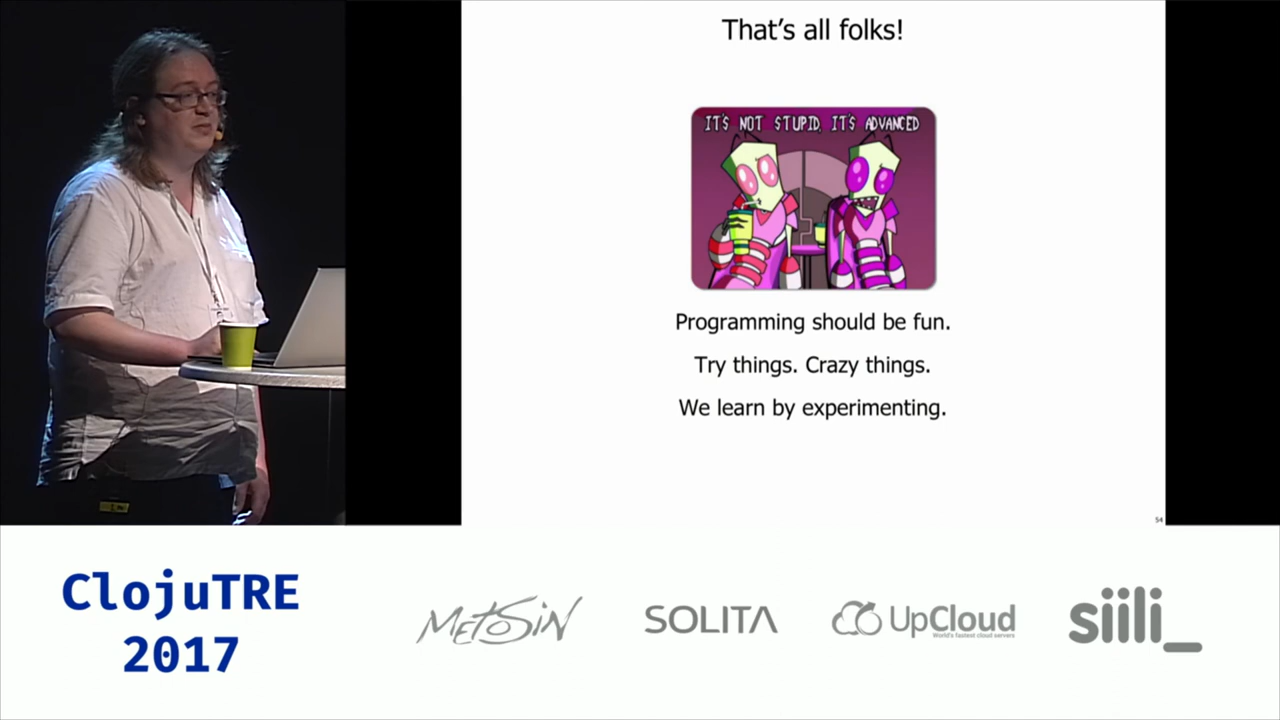 That's all folks!
IT'S NOT STUPID, IT'S ADVANCED
Programming should be fun.
Try things. Crazy things.
We learn by experimenting.
54
ClojuTRE
2017
METOSIN
SOLITA
UpCloud
World's fastest cloud servers
siili_